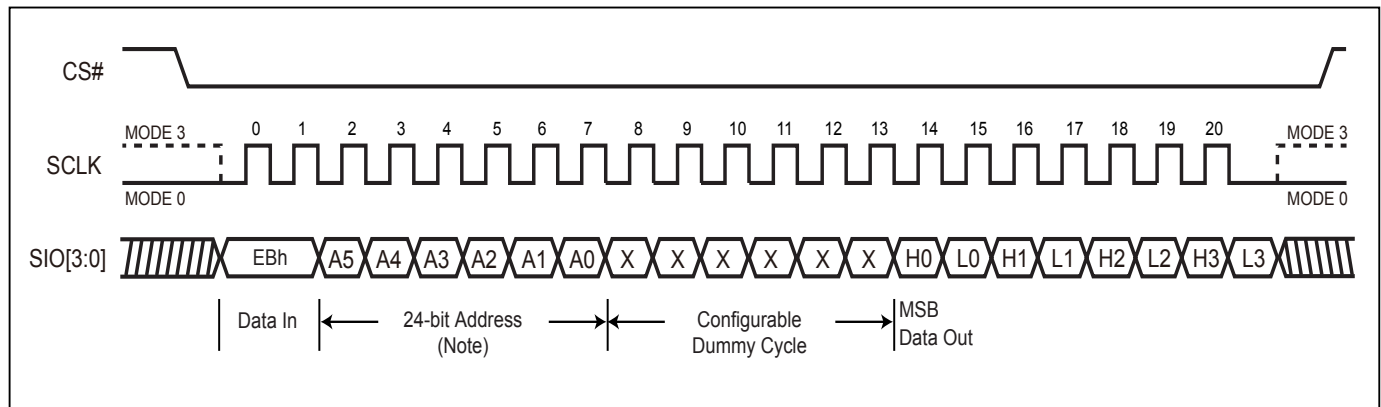 CS#
MODE 3
0 1 2 3 4 5 6 7 8 9 10 11 12 13 14 15 16 17 18 19 20
MODE 3
SCLK
MODE 0
MODE 0
SIO[3:0]
EBh A5 A4 A3 A2 A1 A0 X X X X X X H0 L0 H1 L1 H2 L2 H3 L3
Data In
24-bit Address
(Note)
Configurable
Dummy Cycle
MSB
Data Out